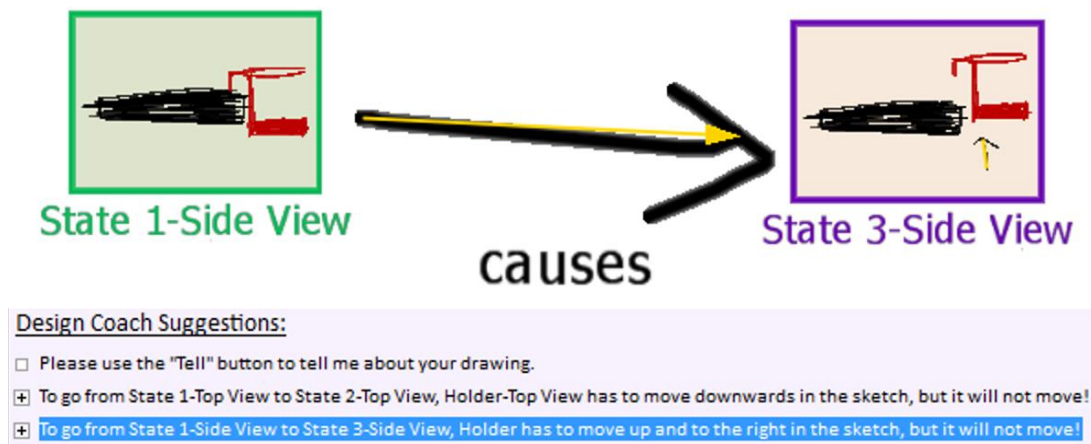 State 1-Side View
State 3-Side View
causes
Design Coach Suggestions:
Please use the "Tell" button to tell me about your drawing.
To go from State 1-Top View to State 2-Top View, Holder-Top View has to move downwards in the sketch, but it will not move!
To go from State 1-Side View to State 3-Side View, Holder has to move up and to the right in the sketch, but it will not move!